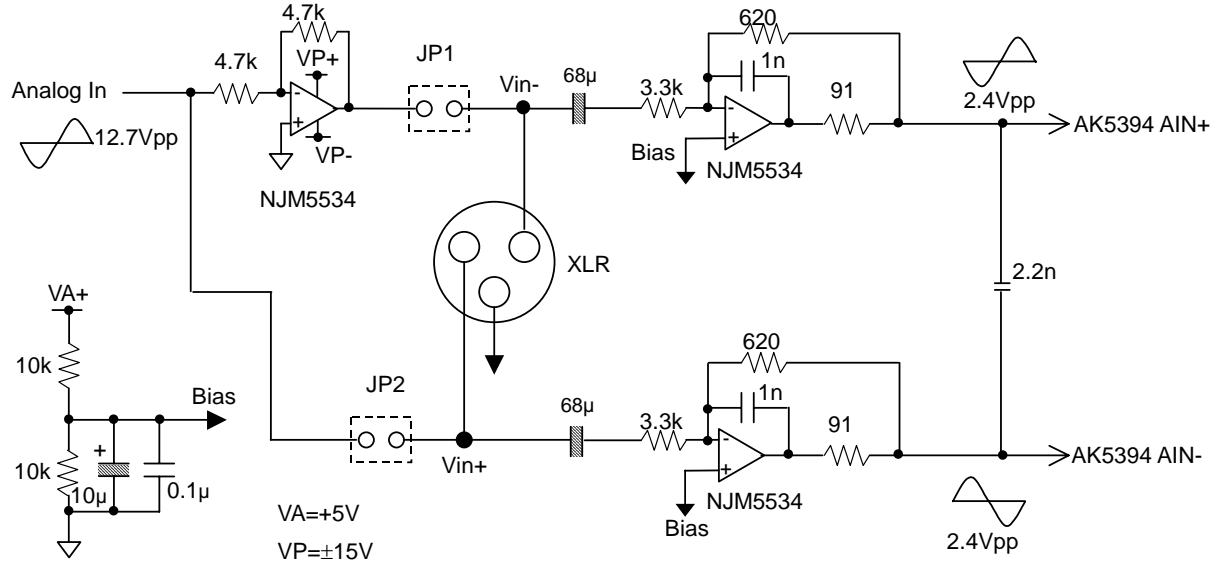 4.7k
620
4.7k
VP+
JP1
1n
68µ
Vin-
3.3k
91
2.4Vpp
Analog In
-
-
AK5394 AIN+
12.7Vpp
+
+
VP-
Bias
NJM5534
NJM5534
XLR
2.2n
VA+
10k
620
JP2
1n
Bias
68µ
3.3k
91
+
-
10k
AK5394 AIN-
Vin+
+
10µ
0.1µ
NJM5534
VA=+5V
Bias
2.4Vpp
VP=±15V